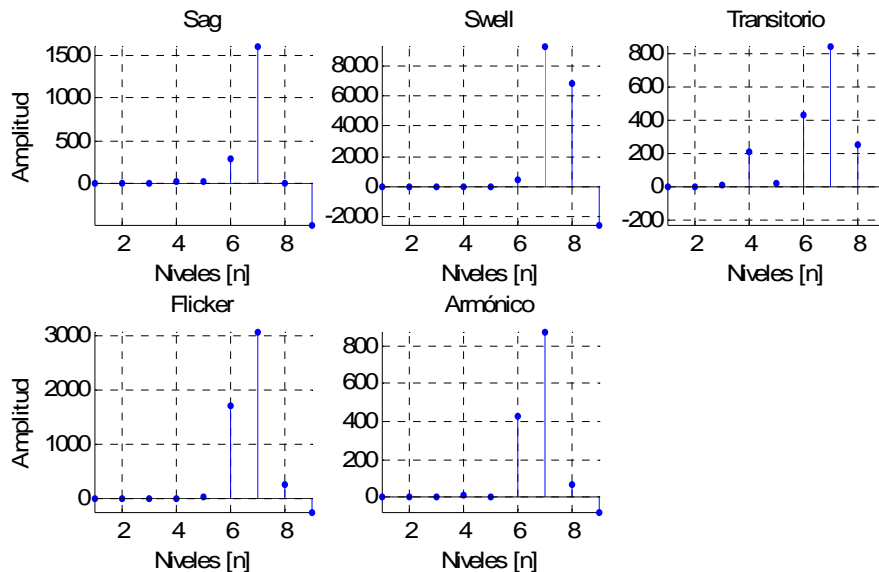 Sag
Swell
Transitorio
Amplitud
1500
1000
500
0
8000
6000
4000
2000
0
-2000
800
600
400
200
0
-200
2 4 6 8
2 4 6 8
2 4 6 8
Niveles [n]
Niveles [n]
Niveles [n]
Flicker
Armónico
Amplitud
3000
2000
1000
0
800
600
400
200
0
2 4 6 8
2 4 6 8
Niveles [n]
Niveles [n]